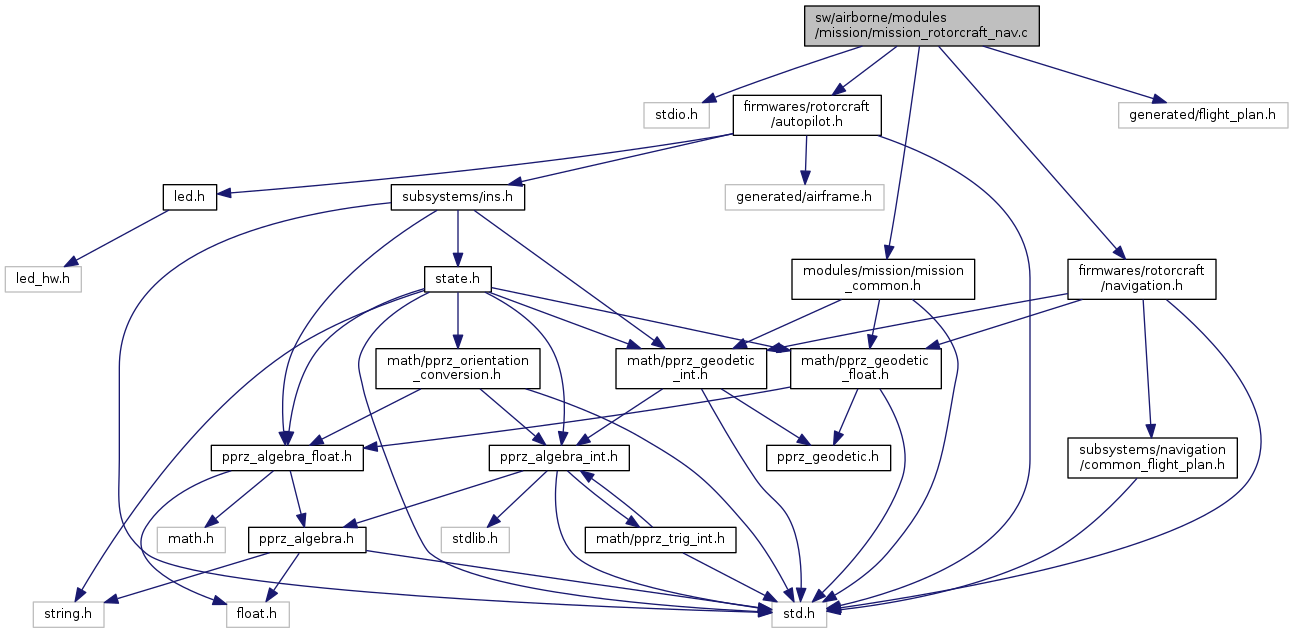 sw/airborne/modules
/mission/mission_rotorcraft_nav.c
stdio.h
firmwares/rotorcraft
/autopilot.h
generated/flight_plan.h
led.h
subsystems/ins.h
generated/airframe.h
led_hw.h
state.h
modules/mission/mission
_common.h
firmwares/rotorcraft
/navigation.h
math/pprz_orientation
_conversion.h
math/pprz_geodetic
_int.h
math/pprz_geodetic
_float.h
pprz_algebra_float.h
pprz_algebra_int.h
pprz_geodetic.h
subsystems/navigation
/common_flight_plan.h
math.h
pprz_algebra.h
stdlib.h
math/pprz_trig_int.h
string.h
float.h
std.h